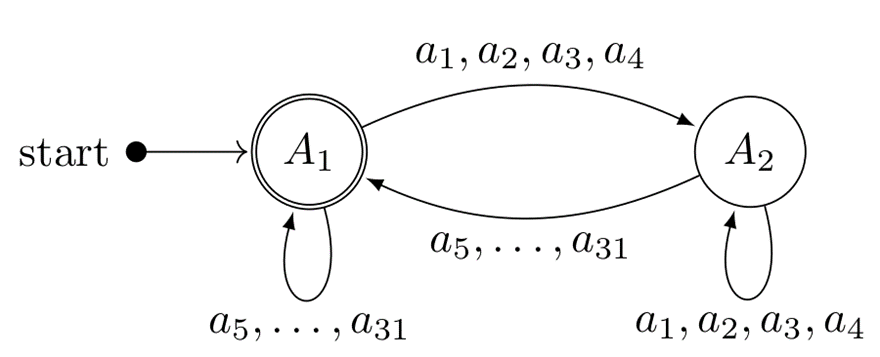 a₁, a₂, a₃, a₄
start
A₁
A₂
a₅, . . . , a₃₁
a₅, . . . , a₃₁
a₁, a₂, a₃, a₄